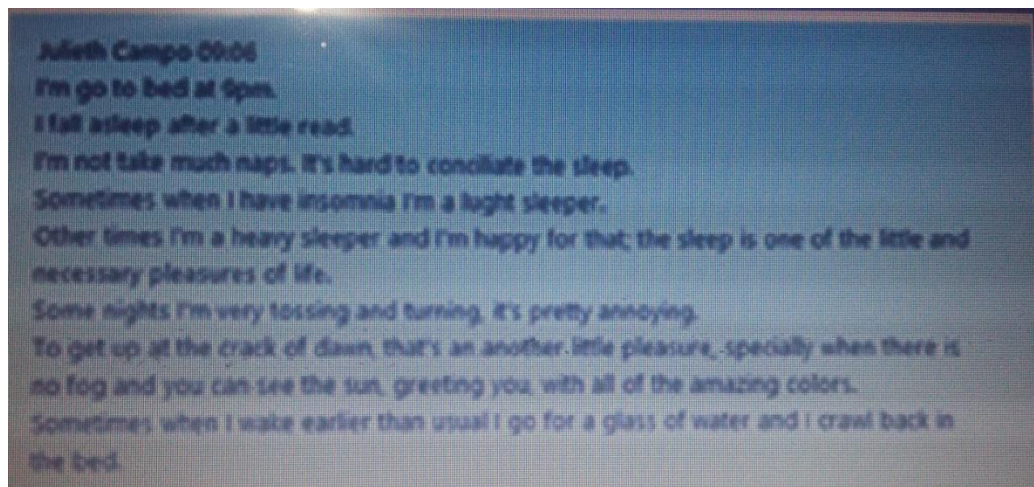 Julieth Campo 09:06
I'm go to bed at 9pm.
I fall asleep after a little read.
I'm not take much naps. It's hard to conciliate the sleep.
Sometimes when I have insomnia I'm a lught sleeper.
Other times I'm a heavy sleeper and I'm happy for that, the sleep is one of the little and
necessary pleasures of life.
Some nights I'm very tossing and turning, it's pretty annoying.
To get up at the crack of dawn, that's an another little pleasure, specially when there is
no fog and you can see the sun, greeting you, with all of the amazing colors.
Sometimes when I wake earlier than usual I go for a glass of water and I crawl back in
the bed.